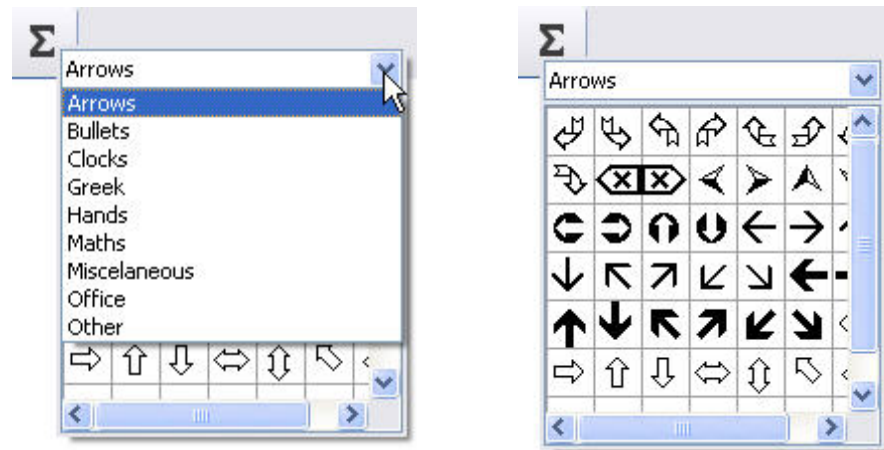 Σ
Arrows
Arrows
Bullets
Clocks
Greek
Hands
Maths
Miscelaneous
Office
Other
Σ
Arrows